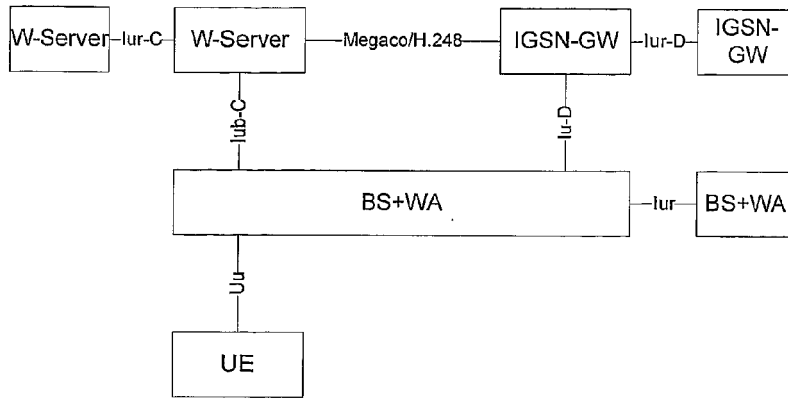 W-Server
Iur-C
W-Server
Megaco/H.248
IGSN-GW
Iur-D
IGSN-
GW
Iub-C
Iu-D
BS+WA
Iur
BS+WA
Uu
UE